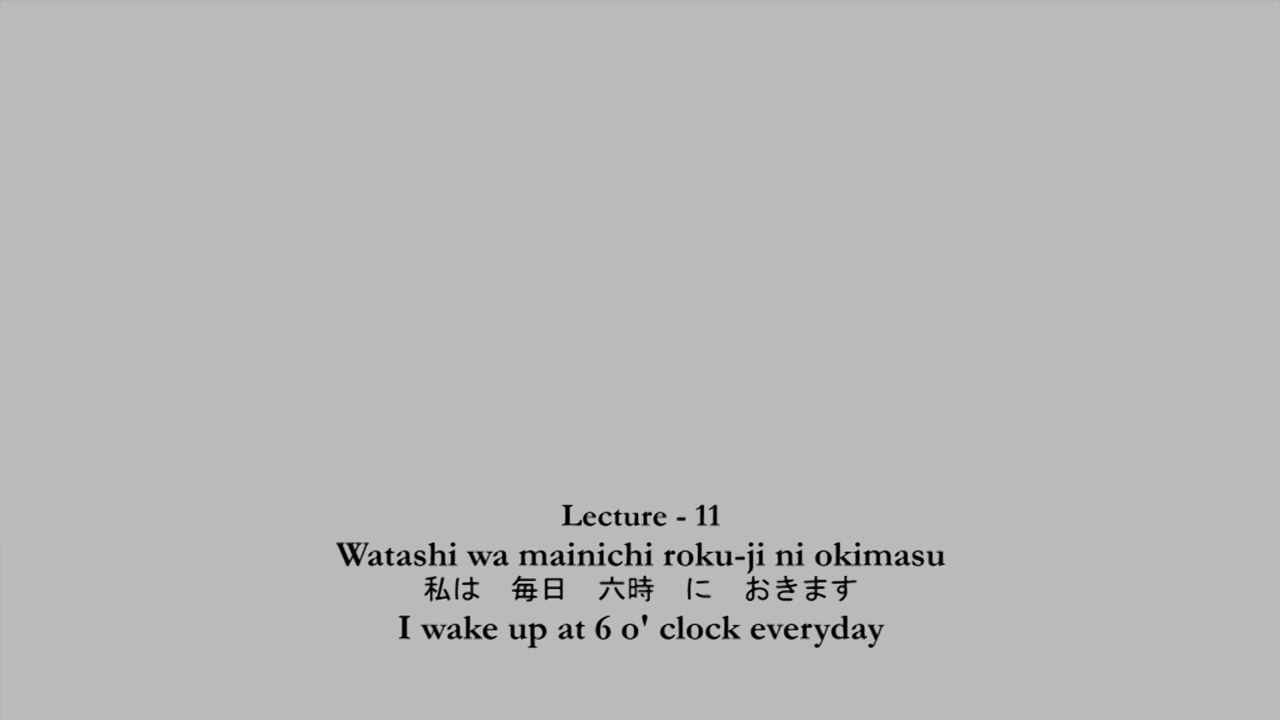 Lecture - 11
Watashi wa mainichi roku-ji ni okimasu
私は　毎日　六時　に　おきます
I wake up at 6 o' clock everyday